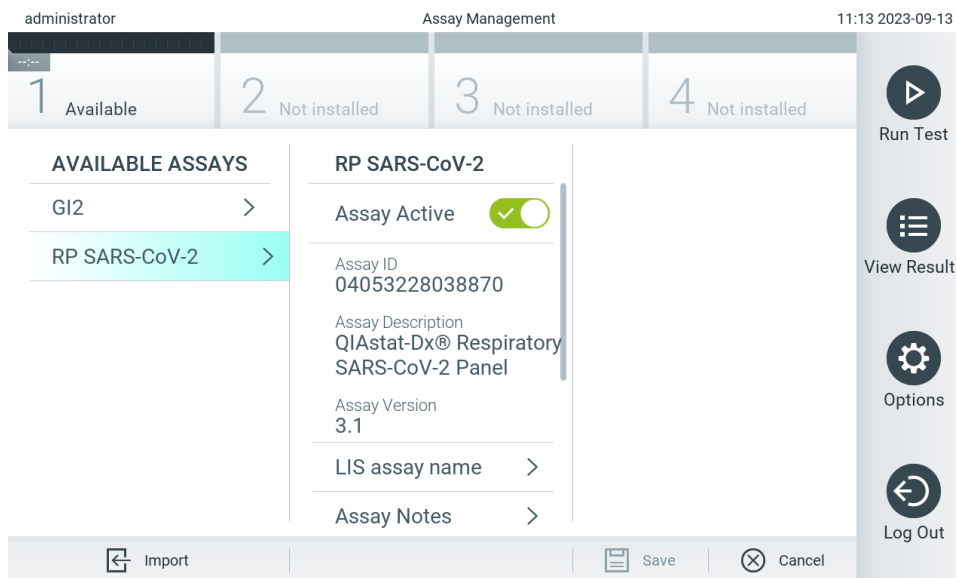 administrator
Assay Management
11:13 2023-09-13
--:--
1 Available
2 Not installed
3 Not installed
4 Not installed
Run Test
View Result
Options
Log Out
AVAILABLE ASSAYS
GI2
RP SARS-CoV-2
RP SARS-CoV-2
Assay Active
Assay ID
04053228038870
Assay Description
QIAstat-Dx® Respiratory
SARS-CoV-2 Panel
Assay Version
3.1
LIS assay name
Assay Notes
Import
Save
Cancel